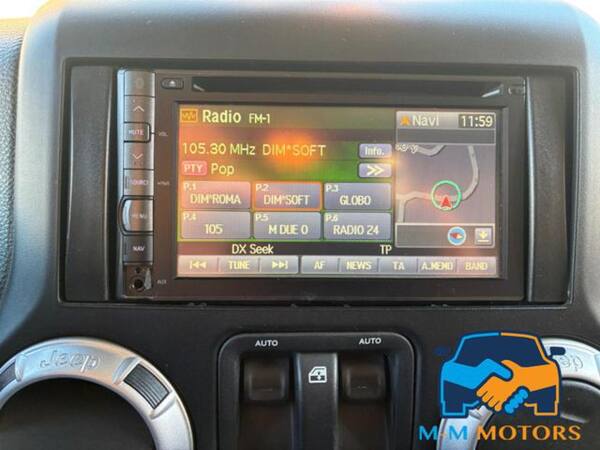 Radio FM-1
Navi 11:59
MUTE
VOL
105.30 MHz DIM*SOFT Info.
PTY Pop >>
SOURCE
PWR
P.1 P.2 P.3
DIM*ROMA DIM*SOFT GLOBO
MENU
P.4 P.5 P.6
105 M DUE O RADIO 24
NAV
DX Seek TP
TUNE AF NEWS TA A.MEMO BAND
AUX
AUTO AUTO
Jeep
M-M MOTORS